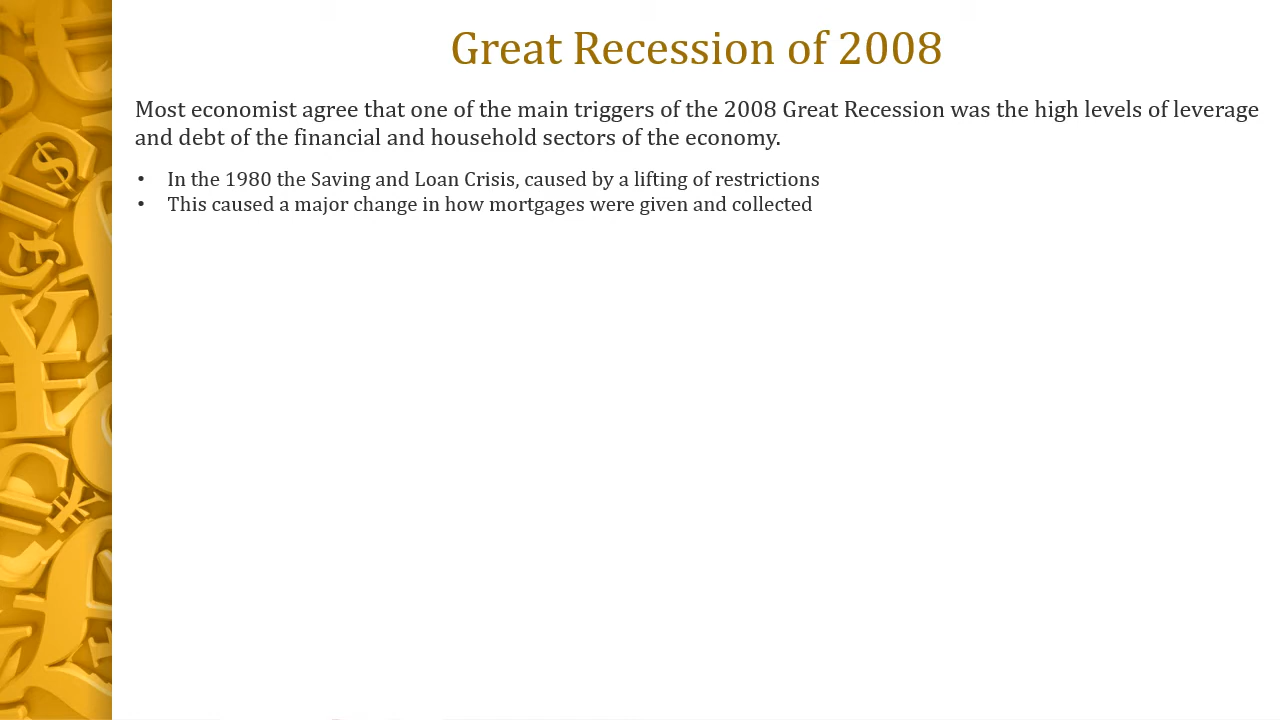 Great Recession of 2008
Most economist agree that one of the main triggers of the 2008 Great Recession was the high levels of leverage
and debt of the financial and household sectors of the economy.
• In the 1980 the Saving and Loan Crisis, caused by a lifting of restrictions
• This caused a major change in how mortgages were given and collected